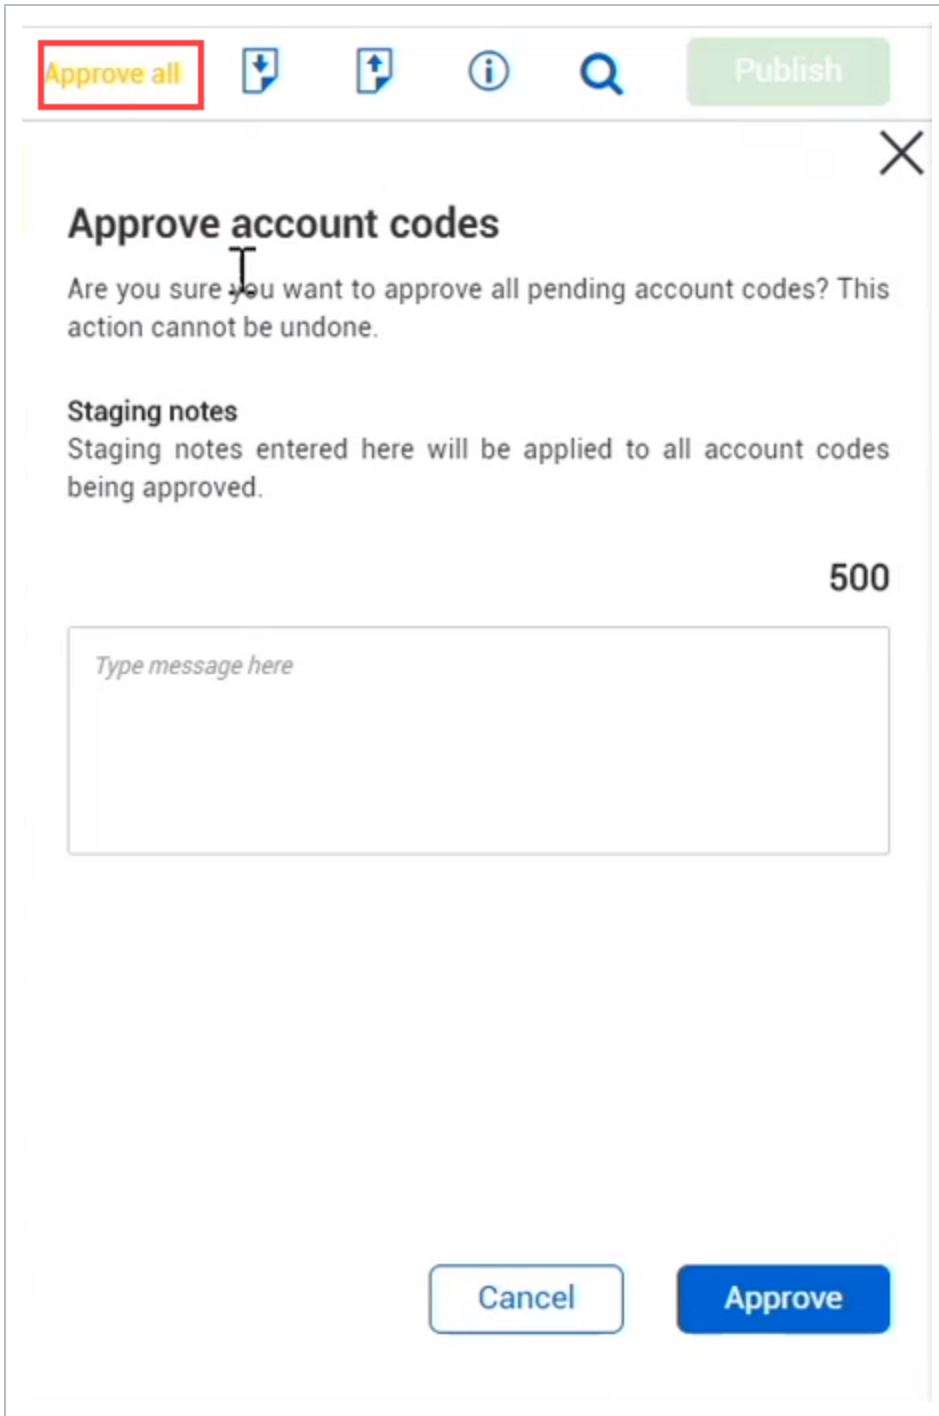 Approve all
Publish
Approve account codes
Are you sure you want to approve all pending account codes? This
action cannot be undone.
Staging notes
Staging notes entered here will be applied to all account codes
being approved.
500
Type message here
Cancel
Approve